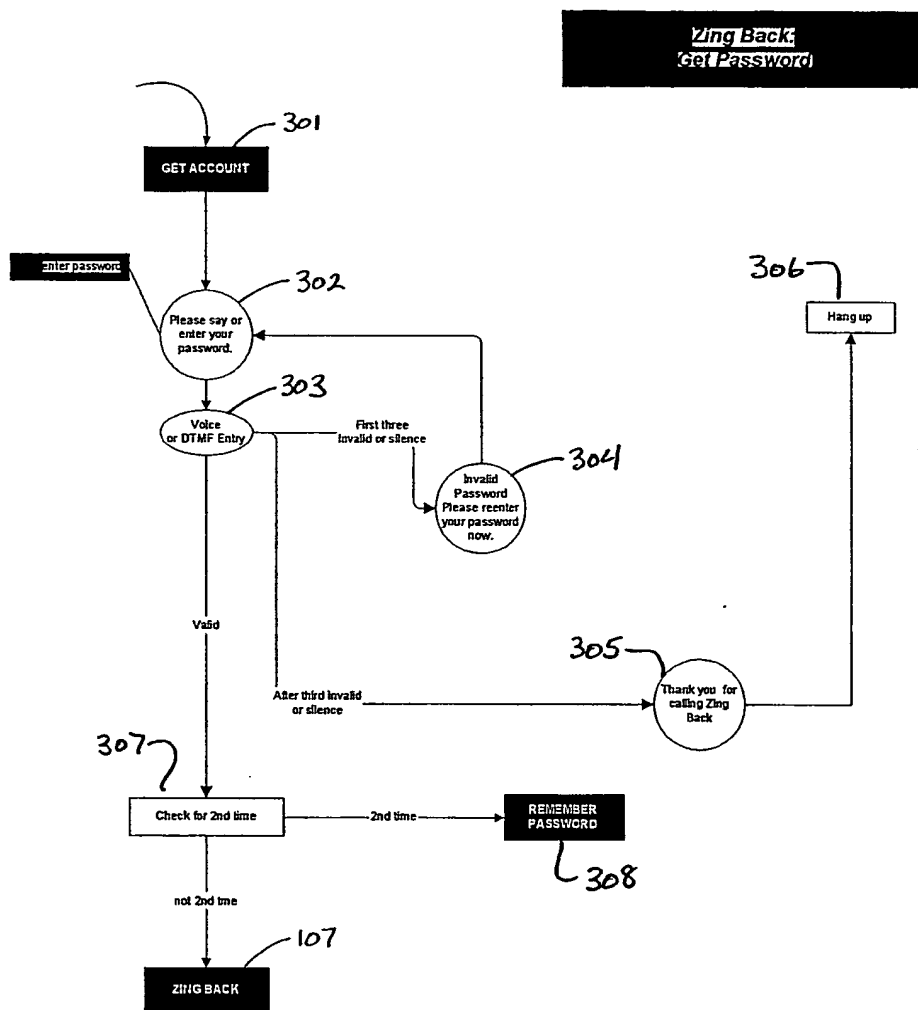 Zing Back:
Get Password
301
GET ACCOUNT
enter password
302
Please say or
enter your
password.
306
Hang up
303
Voice
or DTMF Entry
First three
Invalid or silence
304
Invalid
Password
Please reenter
your password
now.
Valid
305
After third Invalid
or silence
Thank you for
calling Zing
Back
307
Check for 2nd time
2nd time
REMEMBER
PASSWORD
308
not 2nd tme
107
ZING BACK